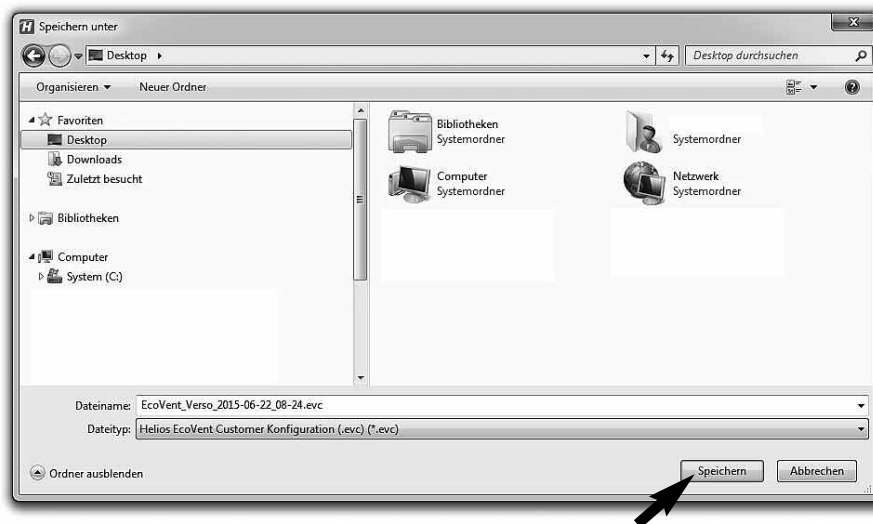 Speichern unter
Desktop
Desktop durchsuchen
Organisieren
Neuer Ordner
Favoriten
Desktop
Downloads
Zuletzt besucht
Bibliotheken
Computer
System (C:)
Bibliotheken
Systemordner
Systemordner
Computer
Systemordner
Netzwerk
Systemordner
Dateiname: EcoVent_Verso_2015-06-22_08-24.evc
Dateityp: Helios EcoVent Customer Konfiguration (.evc) (*.evc)
Ordner ausblenden
Speichern
Abbrechen